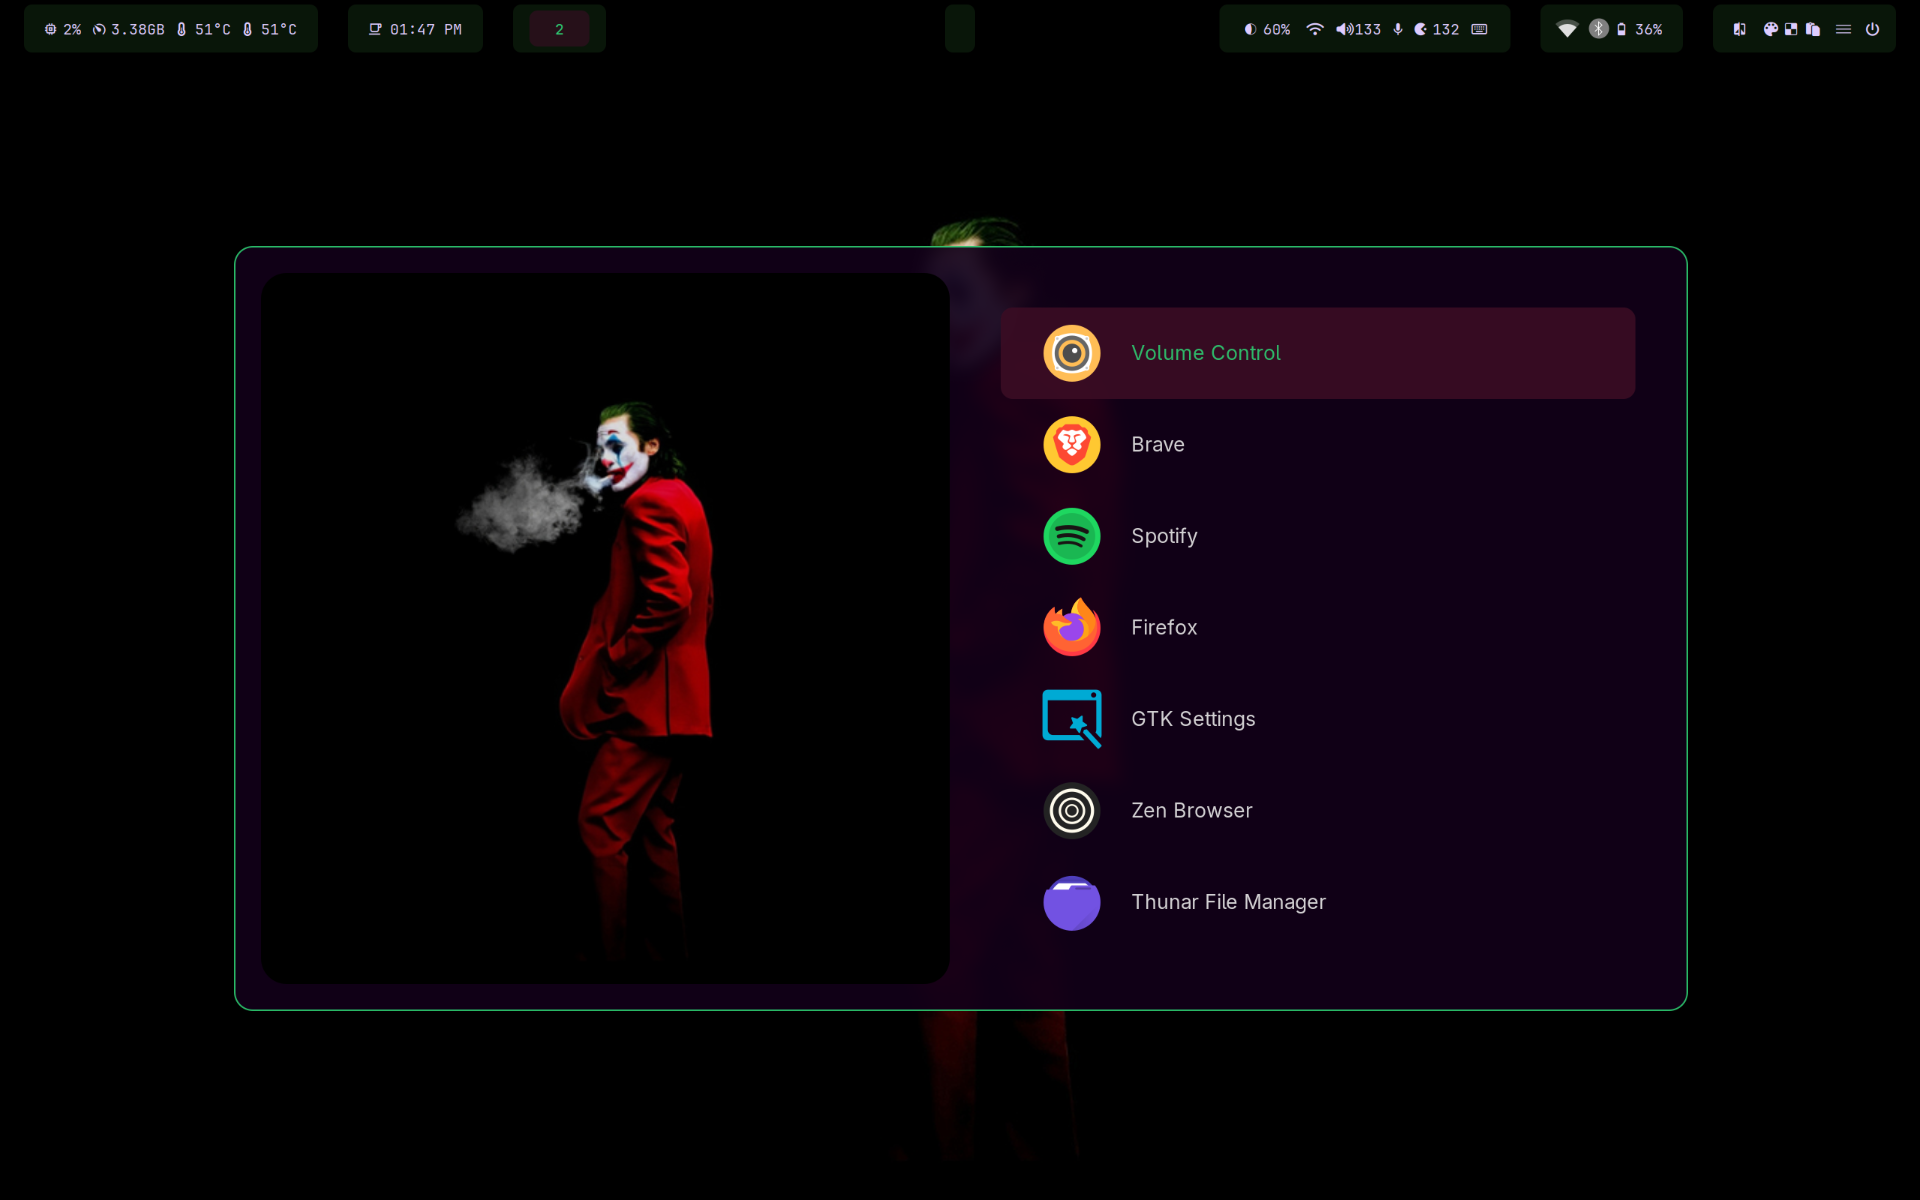 2% 3.38GB 51°C 51°C 01:47 PM 2 60% 133 132 36%
Volume Control
Brave
Spotify
Firefox
GTK Settings
Zen Browser
Thunar File Manager